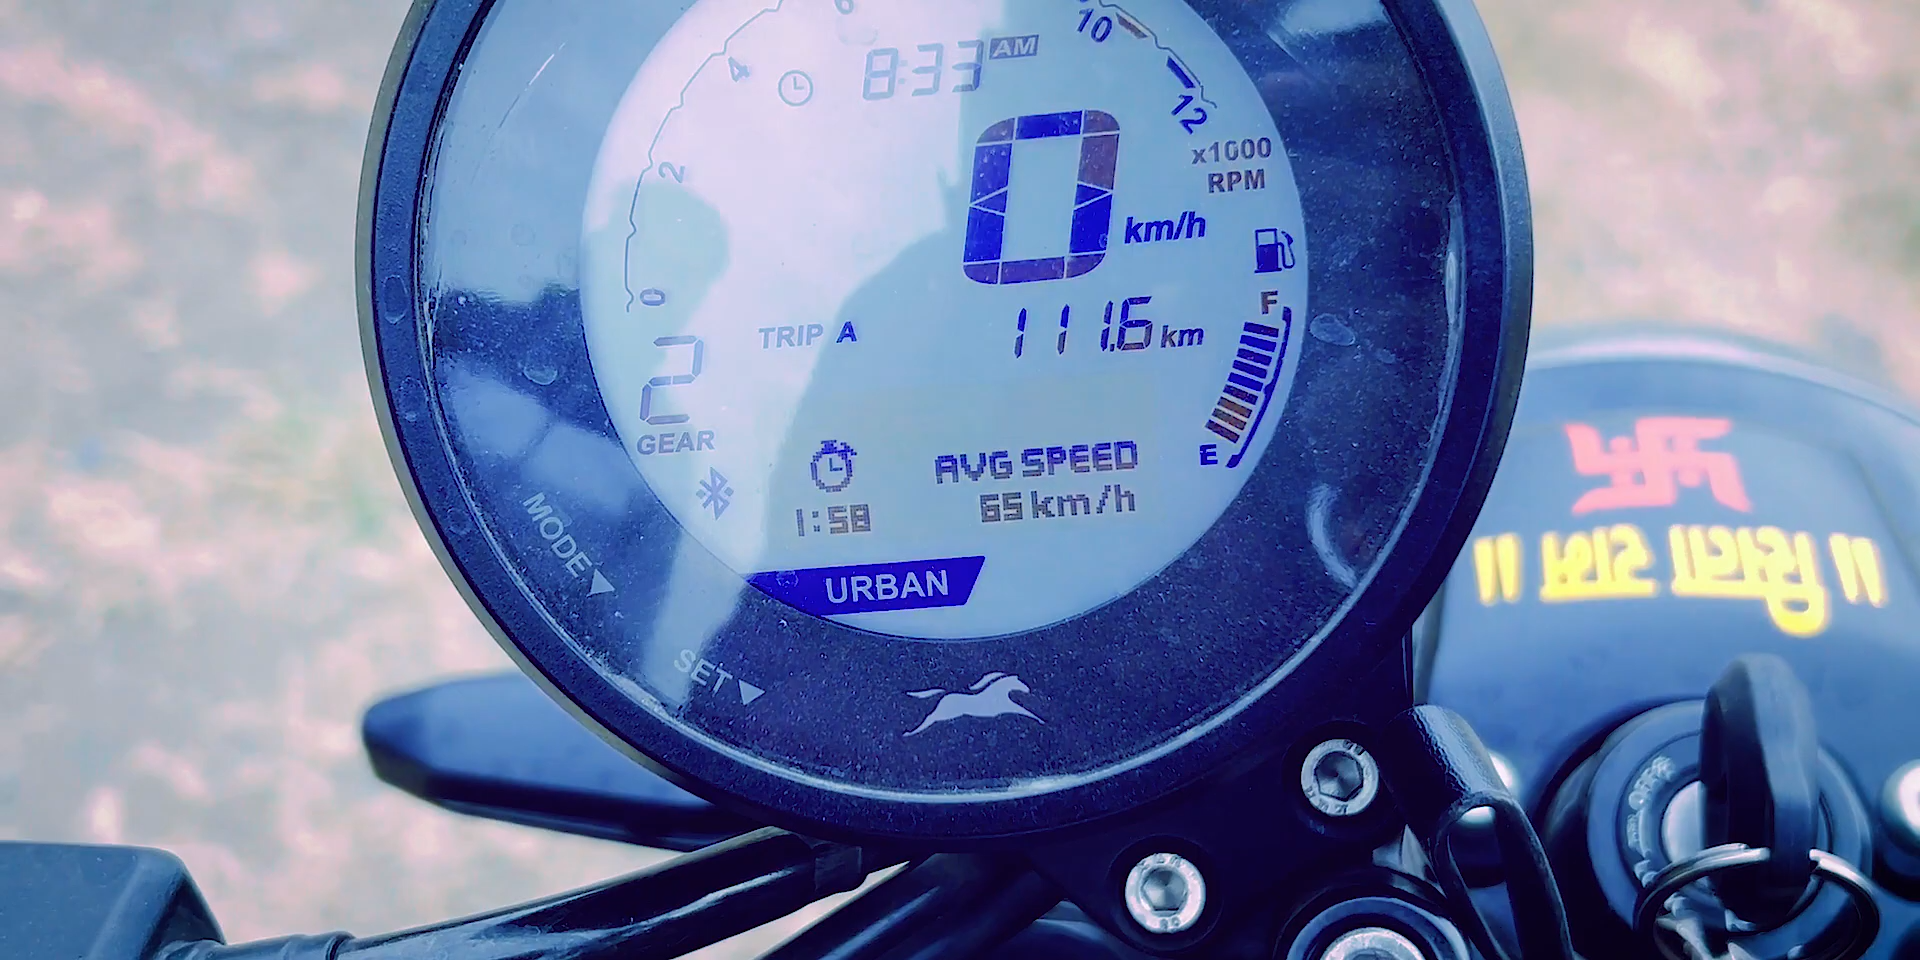 6
4
2
0
10
12
8:33 AM
x1000
RPM
0 km/h
F
E
TRIP A 111.6 km
2
GEAR
AVG SPEED
1:58 65 km/h
URBAN
MODE
SET